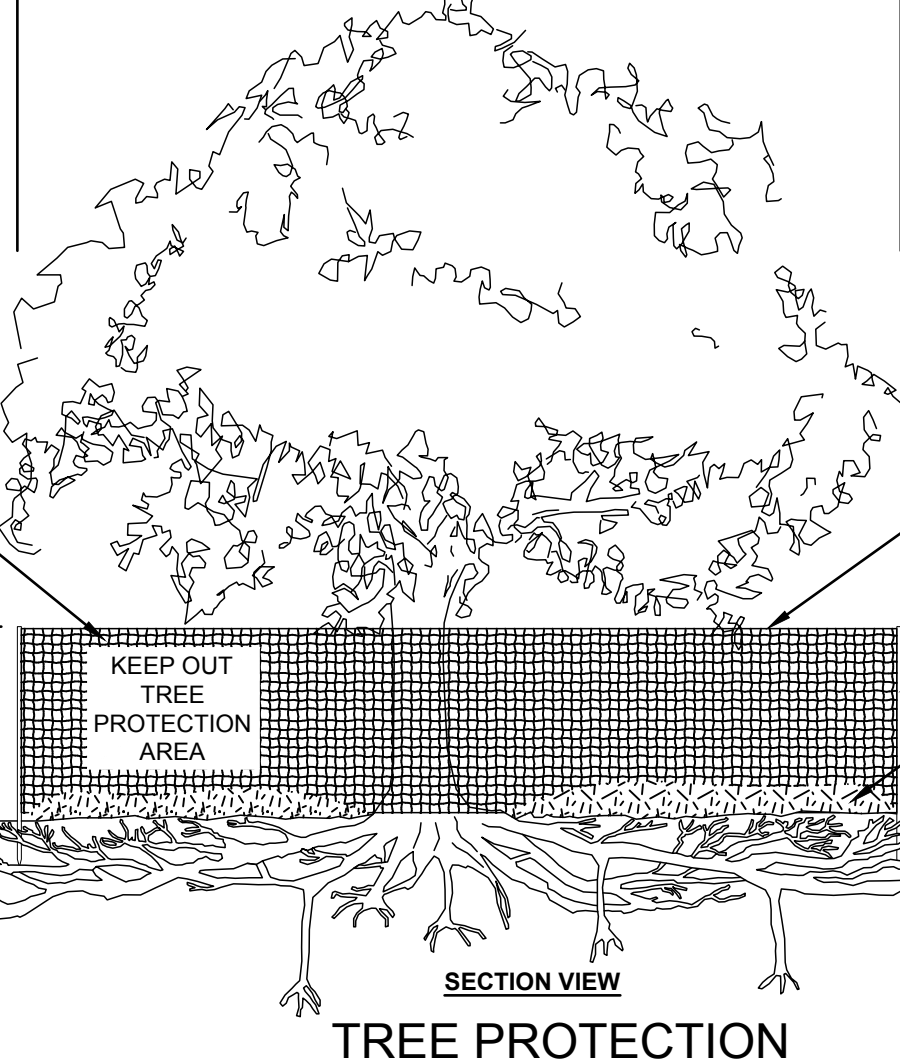 KEEP OUT
TREE
PROTECTION
AREA
SECTION VIEW
TREE PROTECTION